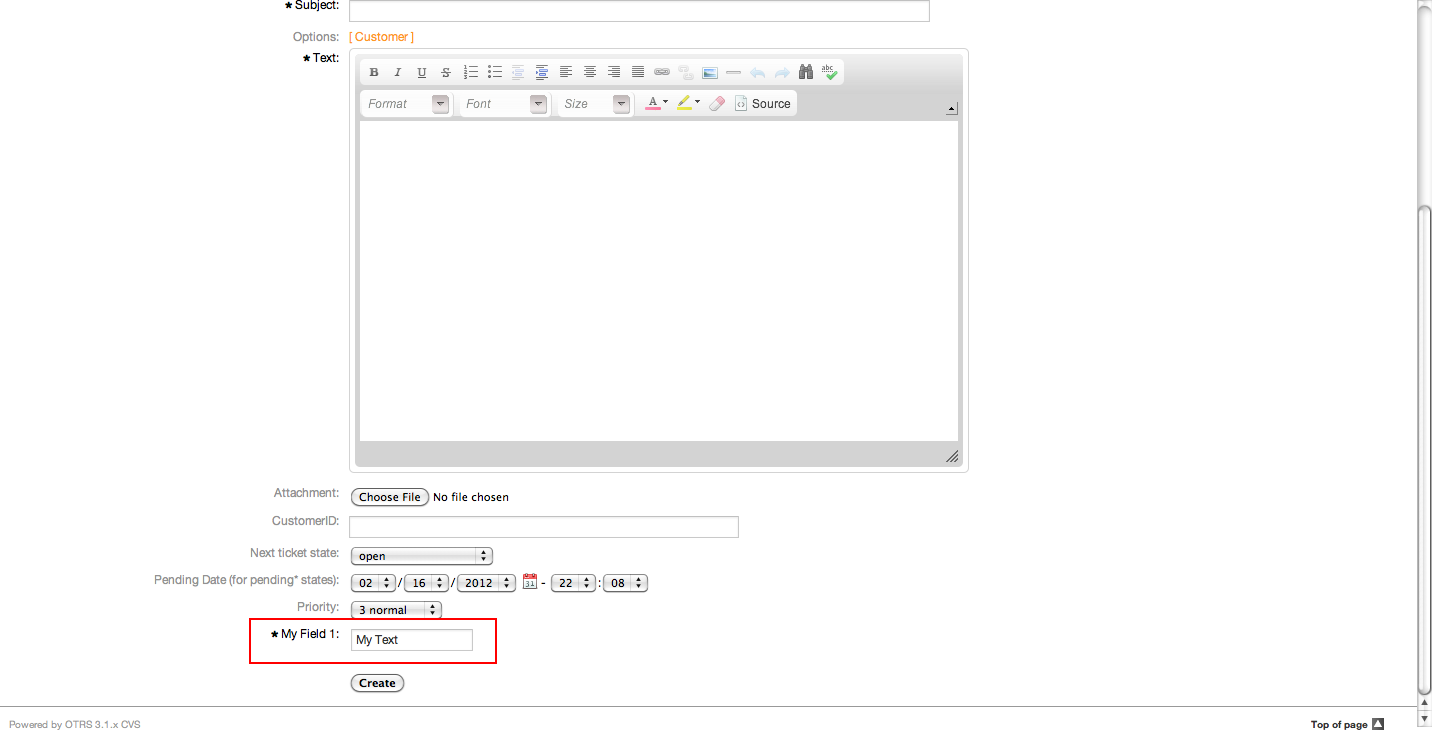 * Subject:
Options: [ Customer ]
* Text:
B I U S abc
Format Font Size A Source
Attachment: Choose File No file chosen
CustomerID:
Next ticket state: open
Pending Date (for pending* states): 02 / 16 / 2012 31 - 22 : 08
Priority: 3 normal
* My Field 1: My Text
Create
Powered by OTRS 3.1.x CVS Top of page